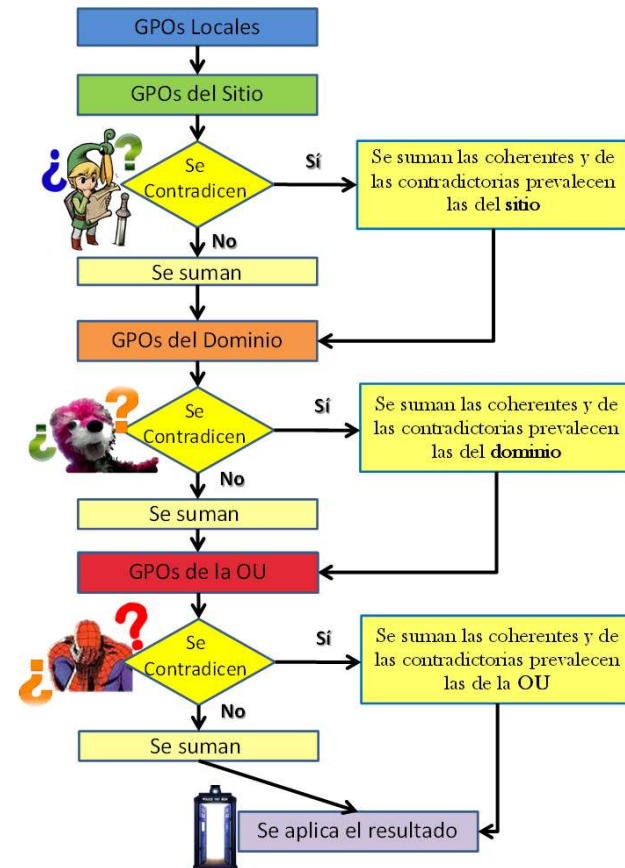 GPOs Locales
GPOs del Sitio
¿
?
Se
Contradicen
Sí
Se suman las coherentes y de
las contradictorias prevalecen
las del sitio
No
Se suman
GPOs del Dominio
¿
?
Se
Contradicen
Sí
Se suman las coherentes y de
las contradictorias prevalecen
las del dominio
No
Se suman
GPOs de la OU
¿
?
Se
Contradicen
Sí
Se suman las coherentes y de
las contradictorias prevalecen
las de la OU
No
Se suman
Se aplica el resultado